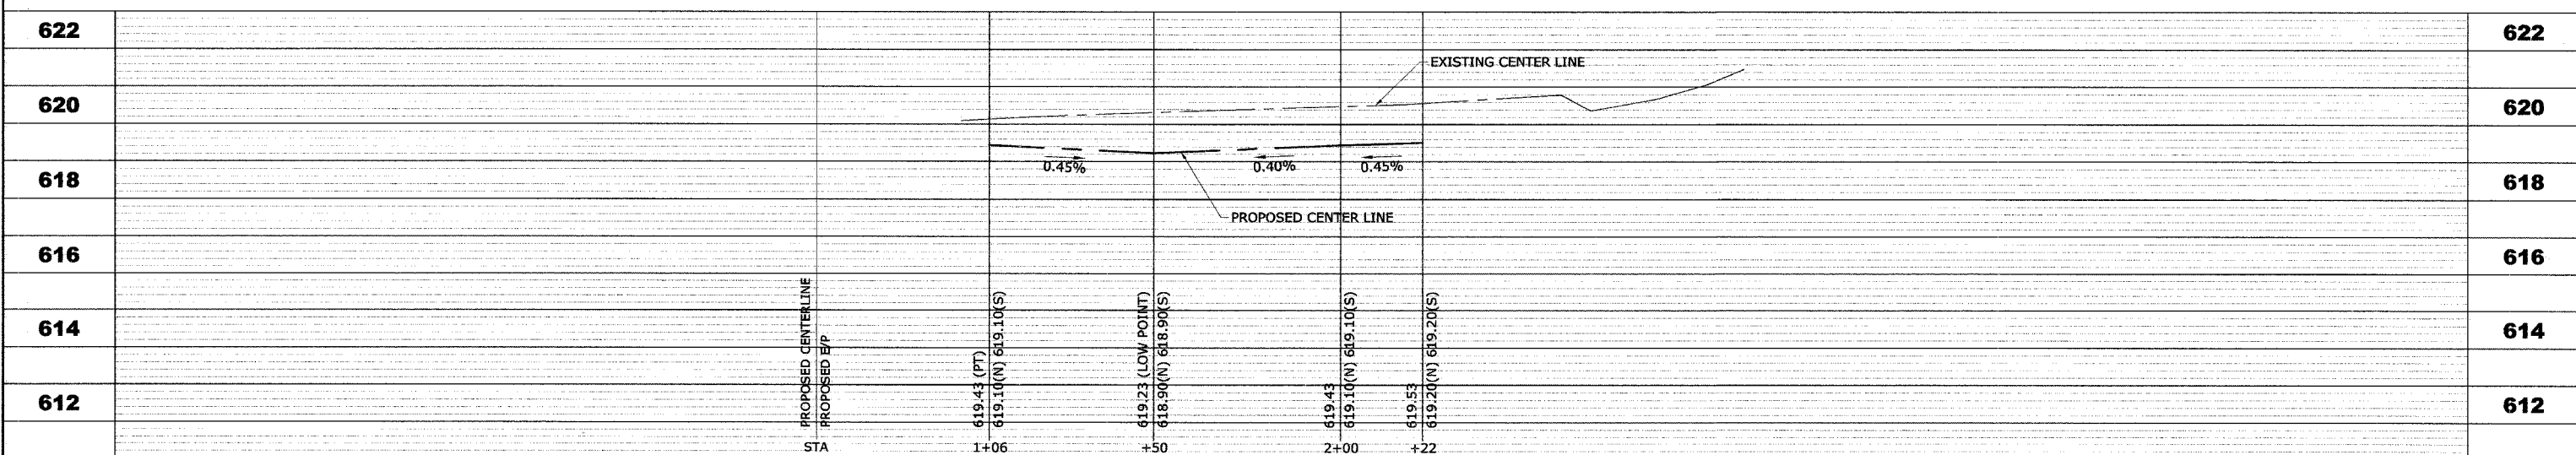 622 622
EXISTING CENTER LINE
620 620
0.45% 0.40% 0.45%
618 618
PROPOSED CENTER LINE
616 616
614 614
612 612
PROPOSED CENTERLINE
PROPOSED E/P
619.43 (PT)
619.10(N) 619.10(S)
619.23 (LOW POINT)
618.90(N) 618.90(S)
619.43
619.10(N) 619.10(S)
619.53
619.20(N) 619.20(S)
STA 1+06 +50 2+00 +22